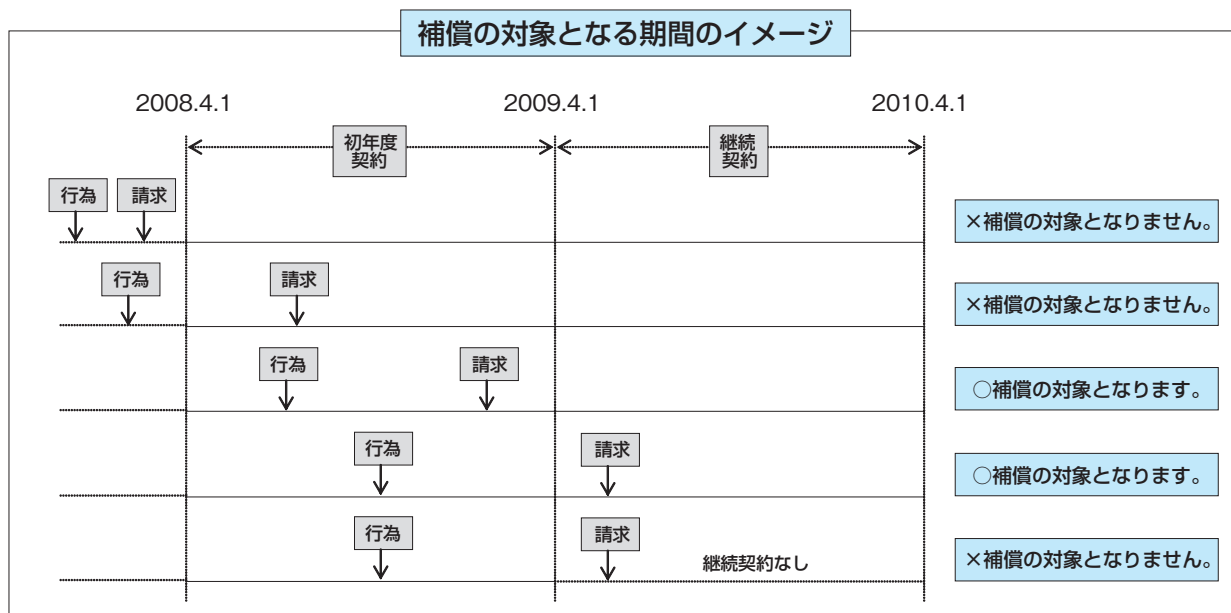 補償の対象となる期間のイメージ
2008.4.1
2009.4.1
2010.4.1
初年度
契約
継続
契約
行為
請求
×補償の対象となりません。
行為
請求
×補償の対象となりません。
行為
請求
○補償の対象となります。
行為
請求
○補償の対象となります。
行為
請求
継続契約なし
×補償の対象となりません。